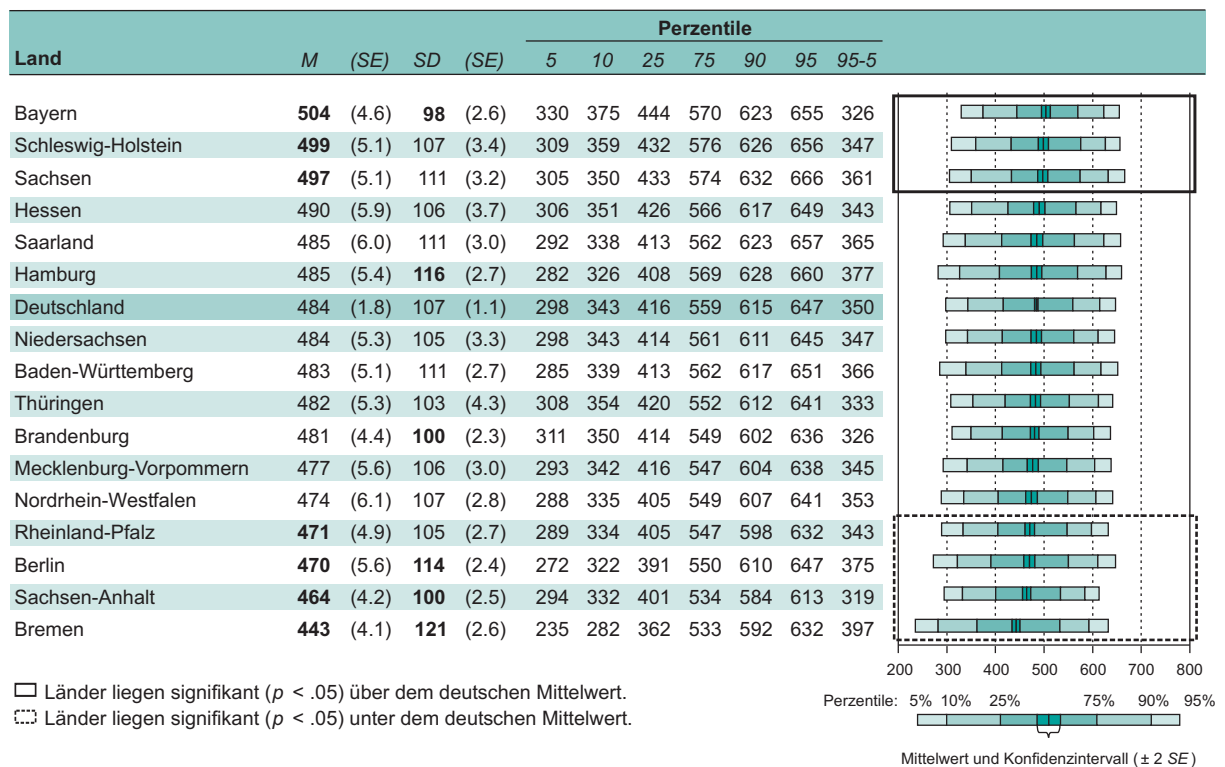 Perzentile
Land M (SE) SD (SE) 5 10 25 75 90 95 95-5
Bayern 504 (4.6) 98 (2.6) 330 375 444 570 623 655 326
Schleswig-Holstein 499 (5.1) 107 (3.4) 309 359 432 576 626 656 347
Sachsen 497 (5.1) 111 (3.2) 305 350 433 574 632 666 361
Hessen 490 (5.9) 106 (3.7) 306 351 426 566 617 649 343
Saarland 485 (6.0) 111 (3.0) 292 338 413 562 623 657 365
Hamburg 485 (5.4) 116 (2.7) 282 326 408 569 628 660 377
Deutschland 484 (1.8) 107 (1.1) 298 343 416 559 615 647 350
Niedersachsen 484 (5.3) 105 (3.3) 298 343 414 561 611 645 347
Baden-Württemberg 483 (5.1) 111 (2.7) 285 339 413 562 617 651 366
Thüringen 482 (5.3) 103 (4.3) 308 354 420 552 612 641 333
Brandenburg 481 (4.4) 100 (2.3) 311 350 414 549 602 636 326
Mecklenburg-Vorpommern 477 (5.6) 106 (3.0) 293 342 416 547 604 638 345
Nordrhein-Westfalen 474 (6.1) 107 (2.8) 288 335 405 549 607 641 353
Rheinland-Pfalz 471 (4.9) 105 (2.7) 289 334 405 547 598 632 343
Berlin 470 (5.6) 114 (2.4) 272 322 391 550 610 647 375
Sachsen-Anhalt 464 (4.2) 100 (2.5) 294 332 401 534 584 613 319
Bremen 443 (4.1) 121 (2.6) 235 282 362 533 592 632 397
200 300 400 500 600 700 800
Länder liegen signifikant (p < .05) über dem deutschen Mittelwert.
Länder liegen signifikant (p < .05) unter dem deutschen Mittelwert.
Perzentile: 5% 10% 25% 75% 90% 95%
Mittelwert und Konfidenzintervall (± 2 SE)